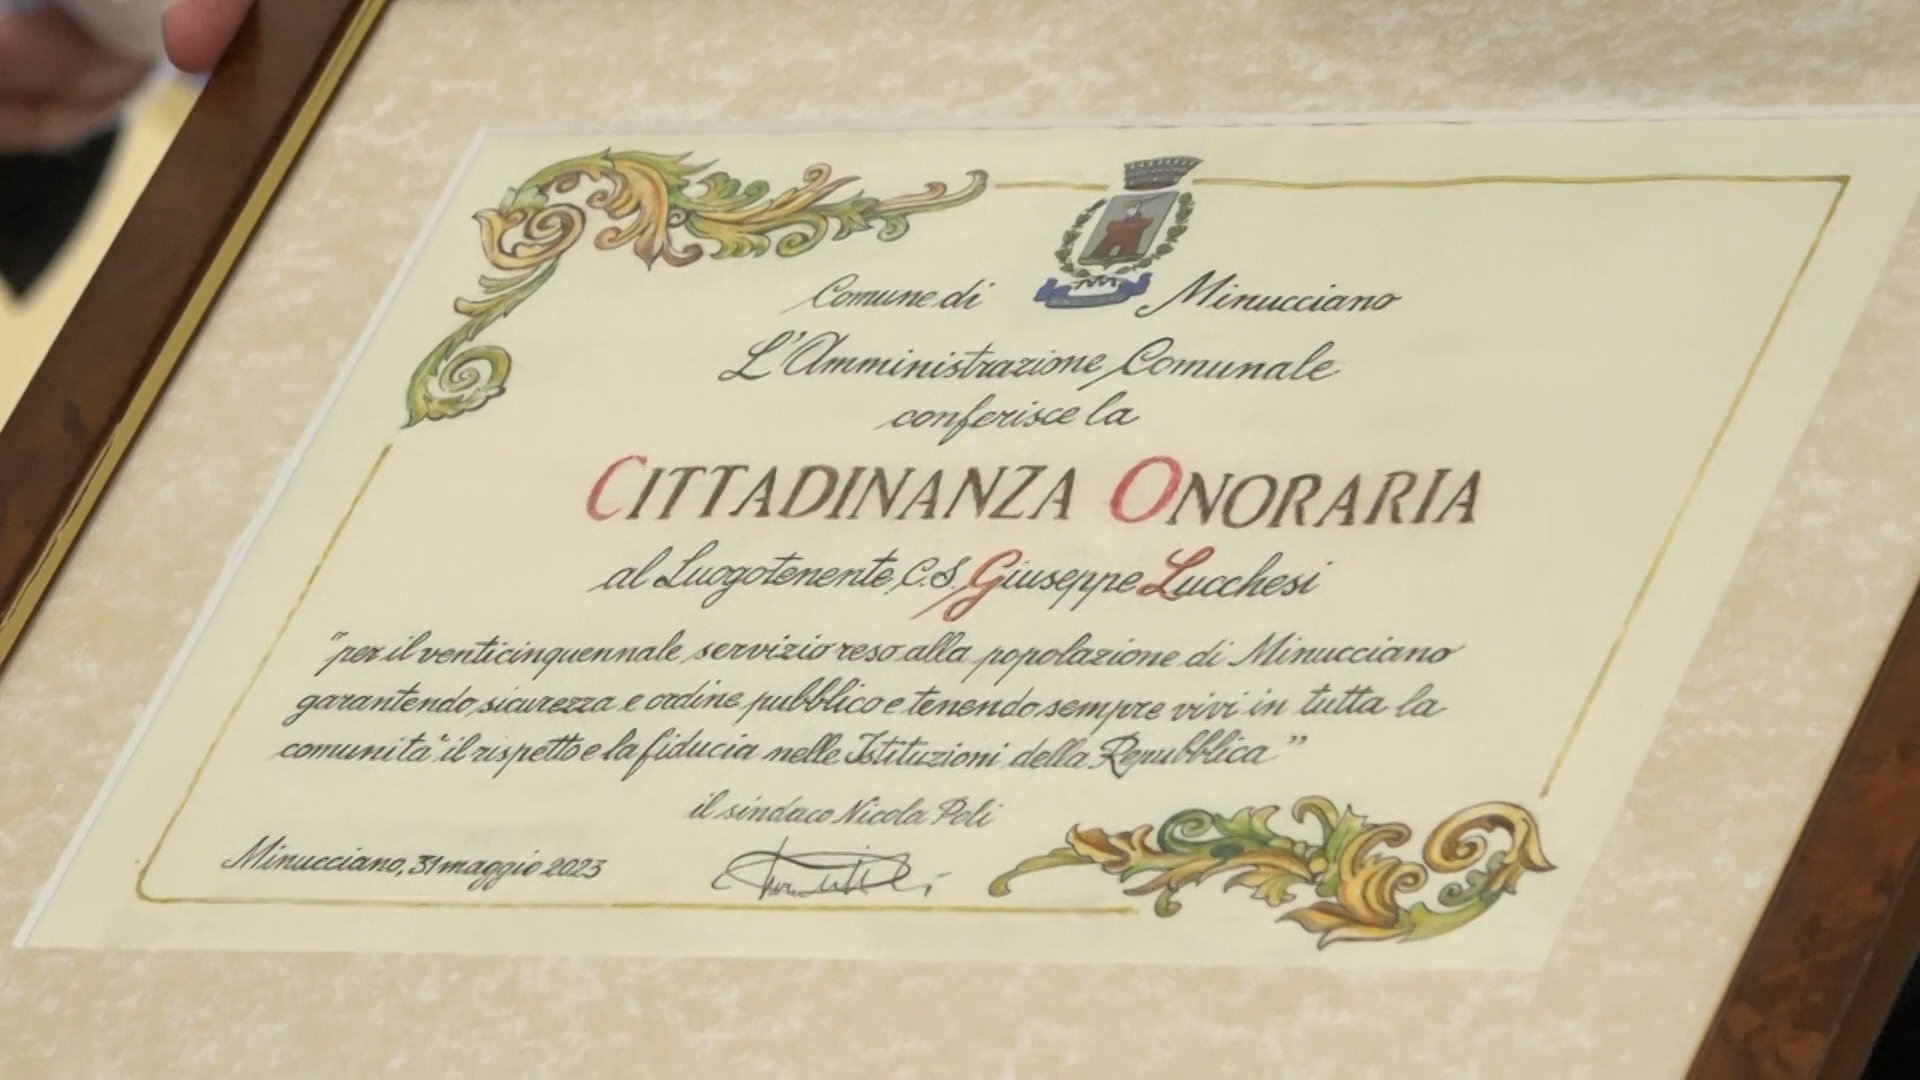 Comune di Minucciano
L'Amministrazione Comunale
conferisce la
CITTADINANZA ONORARIA
al Luogotenente C.S. Giuseppe Lucchesi
"per il venticinquennale servizio reso alla popolazione di Minucciano
garantendo sicurezza e ordine pubblico e tenendo sempre vivi in tutta la
comunità il rispetto e la fiducia nelle Istituzioni della Repubblica"
il sindaco Nicola Poli
Minucciano, 31 maggio 2023